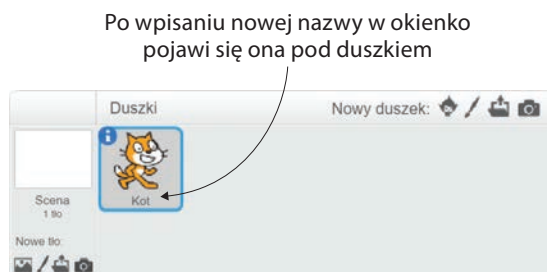 Po wpisaniu nowej nazwy w okienko
pojawi się ona pod duszkiem
Duszki
Nowy duszek:
Kot
Scena
1 tło
Nowe tło: